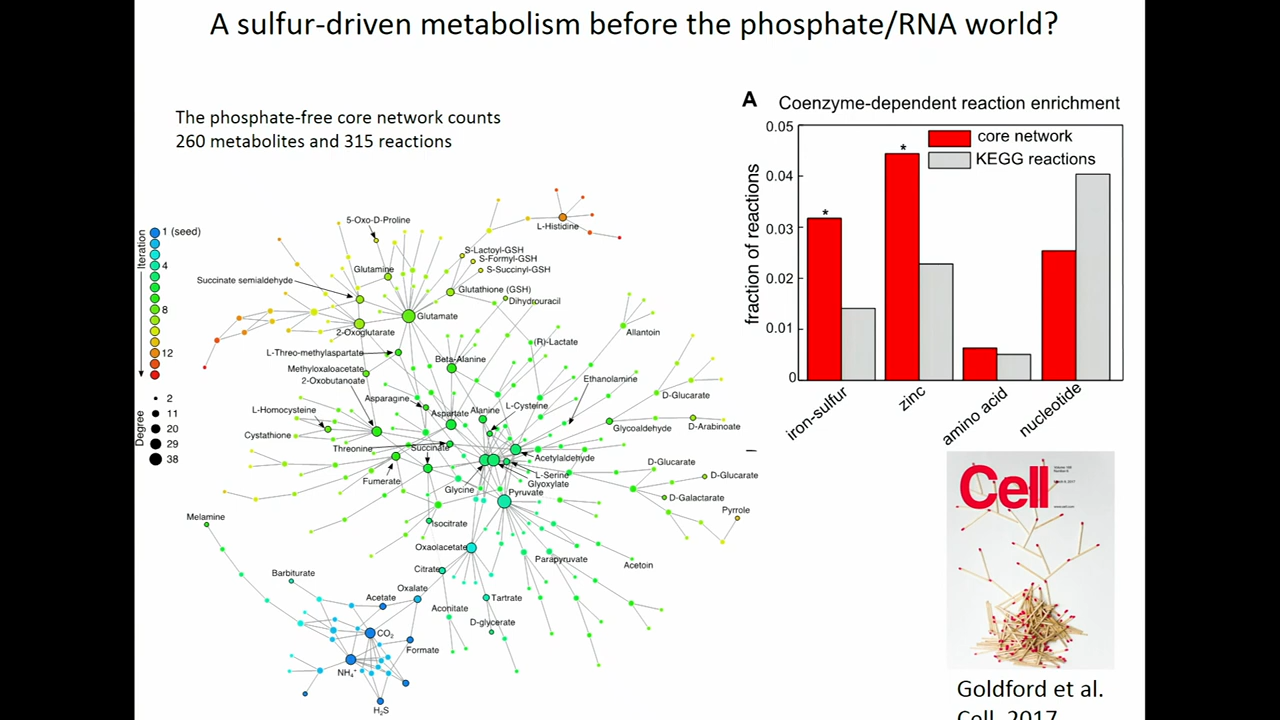 A sulfur-driven metabolism before the phosphate/RNA world?
The phosphate-free core network counts
260 metabolites and 315 reactions
Iteration
1 (seed)
4
8
12
Degree
2
11
20
29
38
5-Oxo-D-Proline
L-Histidine
S-Lactoyl-GSH
S-Formyl-GSH
S-Succinyl-GSH
Glutamine
Succinate semialdehyde
Glutathione (GSH)
Dihydrouracil
Glutamate
2-Oxoglutarate
Allantoin
(R)-Lactate
L-Threo-methylaspartate
Beta-Alanine
Methyloxaloacetate
2-Oxobutanoate
Ethanolamine
Asparagine
D-Glucarate
L-Homocysteine
Aspartate
Alanine
L-Cysteine
Glycoaldehyde
D-Arabinoate
Cystathione
Threonine
Succinate
Acetylaldehyde
D-Glucarate
L-Serine
D-Glucarate
Fumerate
Glyoxylate
Glycine
Pyruvate
D-Galactarate
Pyrrole
Melamine
Isocitrate
Oxaloacetate
Parapyruvate
Acetoin
Citrate
Barbiturate
Oxalate
Acetate
Tartrate
Aconitate
D-glycerate
CO₂
Formate
NH₄⁺
H₂S
A
Coenzyme-dependent reaction enrichment
0.05
0.04
0.03
0.02
0.01
0
fraction of reactions
core network
KEGG reactions
*
*
iron-sulfur
zinc
amino acid
nucleotide
Cell
Goldford et al.
Cell, 2017